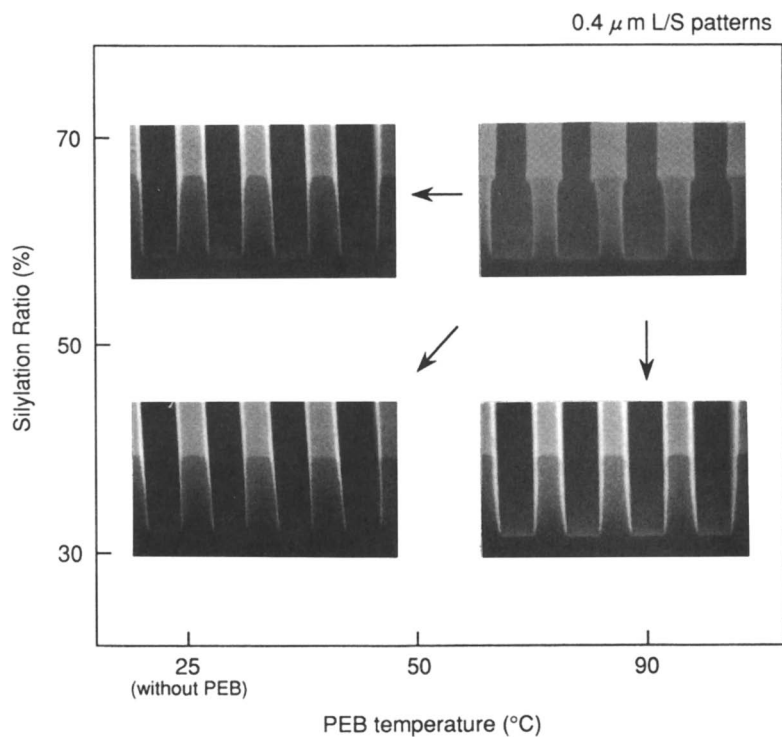 0.4 μm L/S patterns
70
50
30
Silylation Ratio (%)
25
50
90
(without PEB)
PEB temperature (°C)